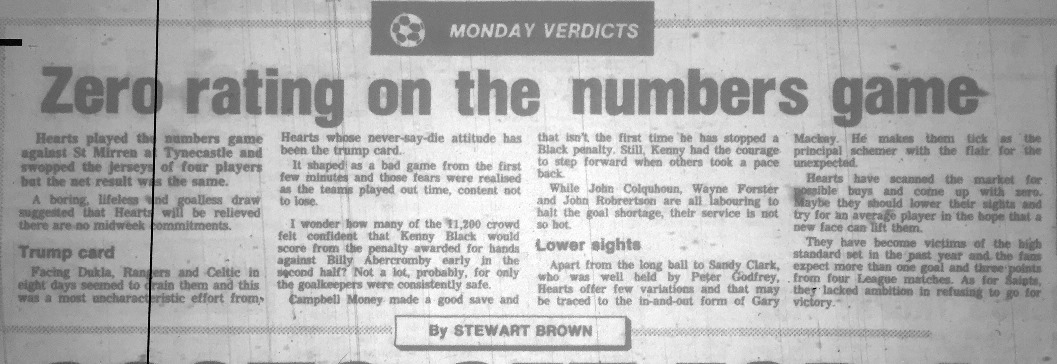 MONDAY VERDICTS
Zero rating on the numbers game
Hearts played the numbers game
against St Mirren at Tynecastle and
swopped the jerseys of four players
but the net result was the same.
A boring, lifeless and goalless draw
suggested that Hearts will be relieved
there are no midweek commitments.
Trump card
Facing Dukla, Rangers and Celtic in
eight days seemed to drain them and this
was a most uncharacteristic effort from
Hearts whose never-say-die attitude has
been the trump card.
It shaped as a bad game from the first
few minutes and those fears were realised
as the teams played out time, content not
to lose.
I wonder how many of the 11,200 crowd
felt confident that Kenny Black would
score from the penalty awarded for hands
against Billy Abercromby early in the
second half? Not a lot, probably, for only
the goalkeepers were consistently safe.
Campbell Money made a good save and
that isn't the first time he has stopped a
Black penalty. Still, Kenny had the courage
to step forward when others took a pace
back.
While John Colquhoun, Wayne Forster
and John Robrertson are all labouring to
halt the goal shortage, their service is not
so hot.
Lower sights
Apart from the long ball to Sandy Clark,
who was well held by Peter Godfrey,
Hearts offer few variations and that may
be traced to the in-and-out form of Gary
Mackay. He makes them tick as the
principal schemer with the flair for the
unexpected.
Hearts have scanned the market for
possible buys and come up with zero.
Maybe they should lower their sights and
try for an average player in the hope that a
new face can lift them.
They have become victims of the high
standard set in the past year and the fans
expect more than one goal and three points
from four League matches. As for Saints,
they lacked ambition in refusing to go for
victory.
By STEWART BROWN